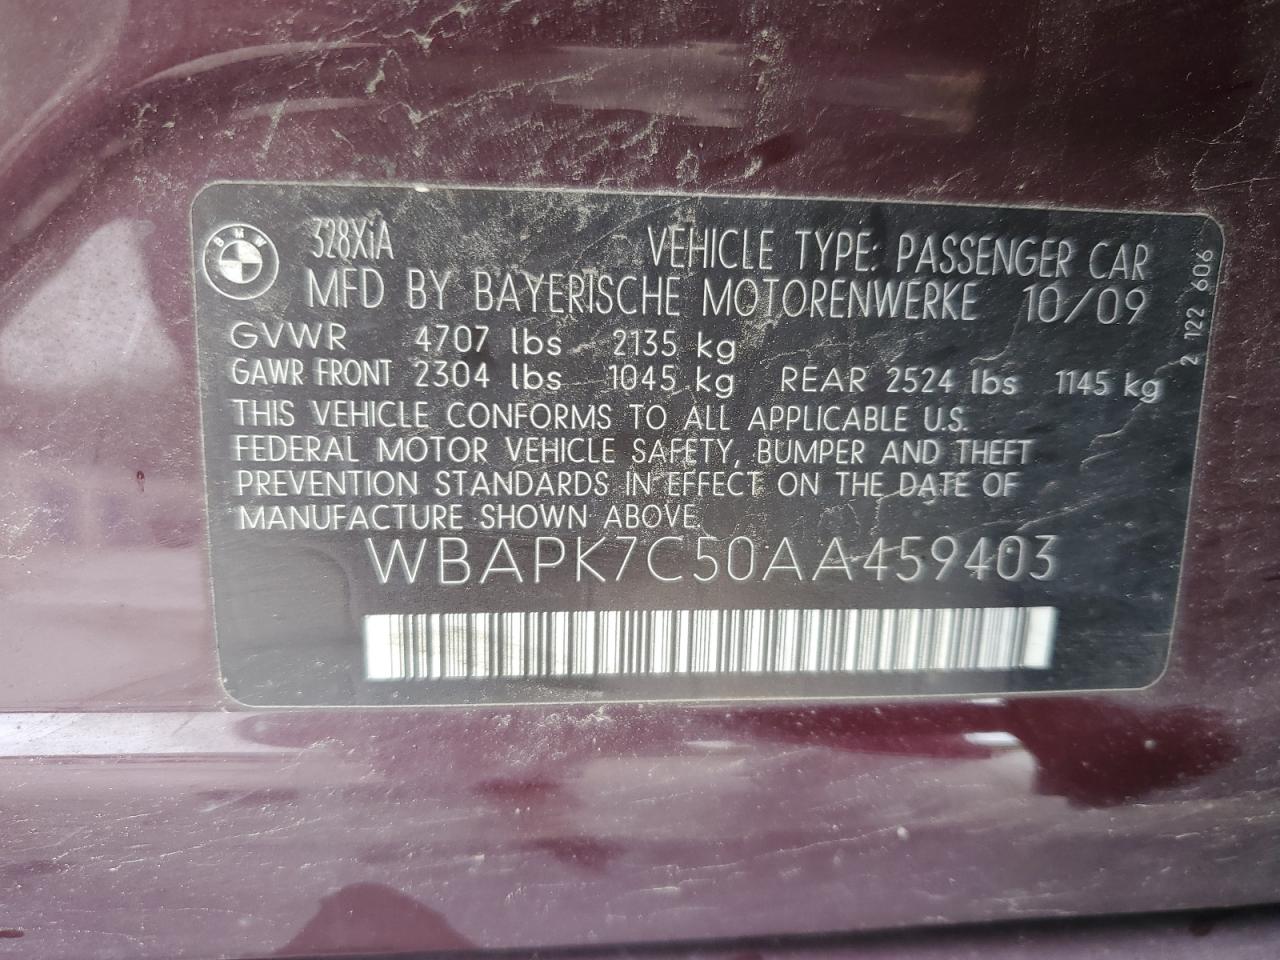 BMW
328XiA VEHICLE TYPE: PASSENGER CAR
MFD BY BAYERISCHE MOTORENWERKE 10/09
GVWR 4707 lbs 2135 kg
GAWR FRONT 2304 lbs 1045 kg REAR 2524 lbs 1145 kg
THIS VEHICLE CONFORMS TO ALL APPLICABLE U.S.
FEDERAL MOTOR VEHICLE SAFETY, BUMPER AND THEFT
PREVENTION STANDARDS IN EFFECT ON THE DATE OF
MANUFACTURE SHOWN ABOVE.
WBAPK7C50AA459403
2 122 606